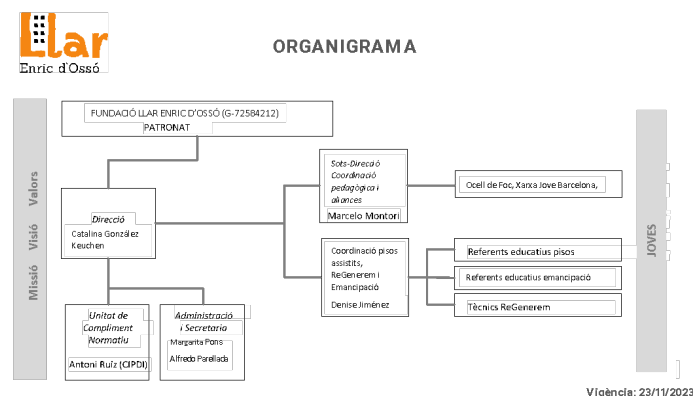 Llar
Enric d'Ossó
ORGANIGRAMA
Missió Visió Valors
FUNDACIÓ LLAR ENRIC D'OSSÓ (G-72584212)
PATRONAT
Direcció
Catalina González
Keuchen
Sots-Direcció
Coordinació
pedagògica i
aliances
Marcelo Montori
Ocell de Foc, Xarxa Jove Barcelona,
Coordinació pisos
assistits,
ReGenerem i
Emancipació
Denise Jiménez
Referents educatius pisos
Referents educatius emancipació
Tècnics ReGenerem
Unitat de
Compliment
Normatiu
Antoni Ruiz (CIPDI)
Administració
i Secretaria
Margarita Pons
Alfredo Parellada
JOVES
Vigència: 23/11/2023